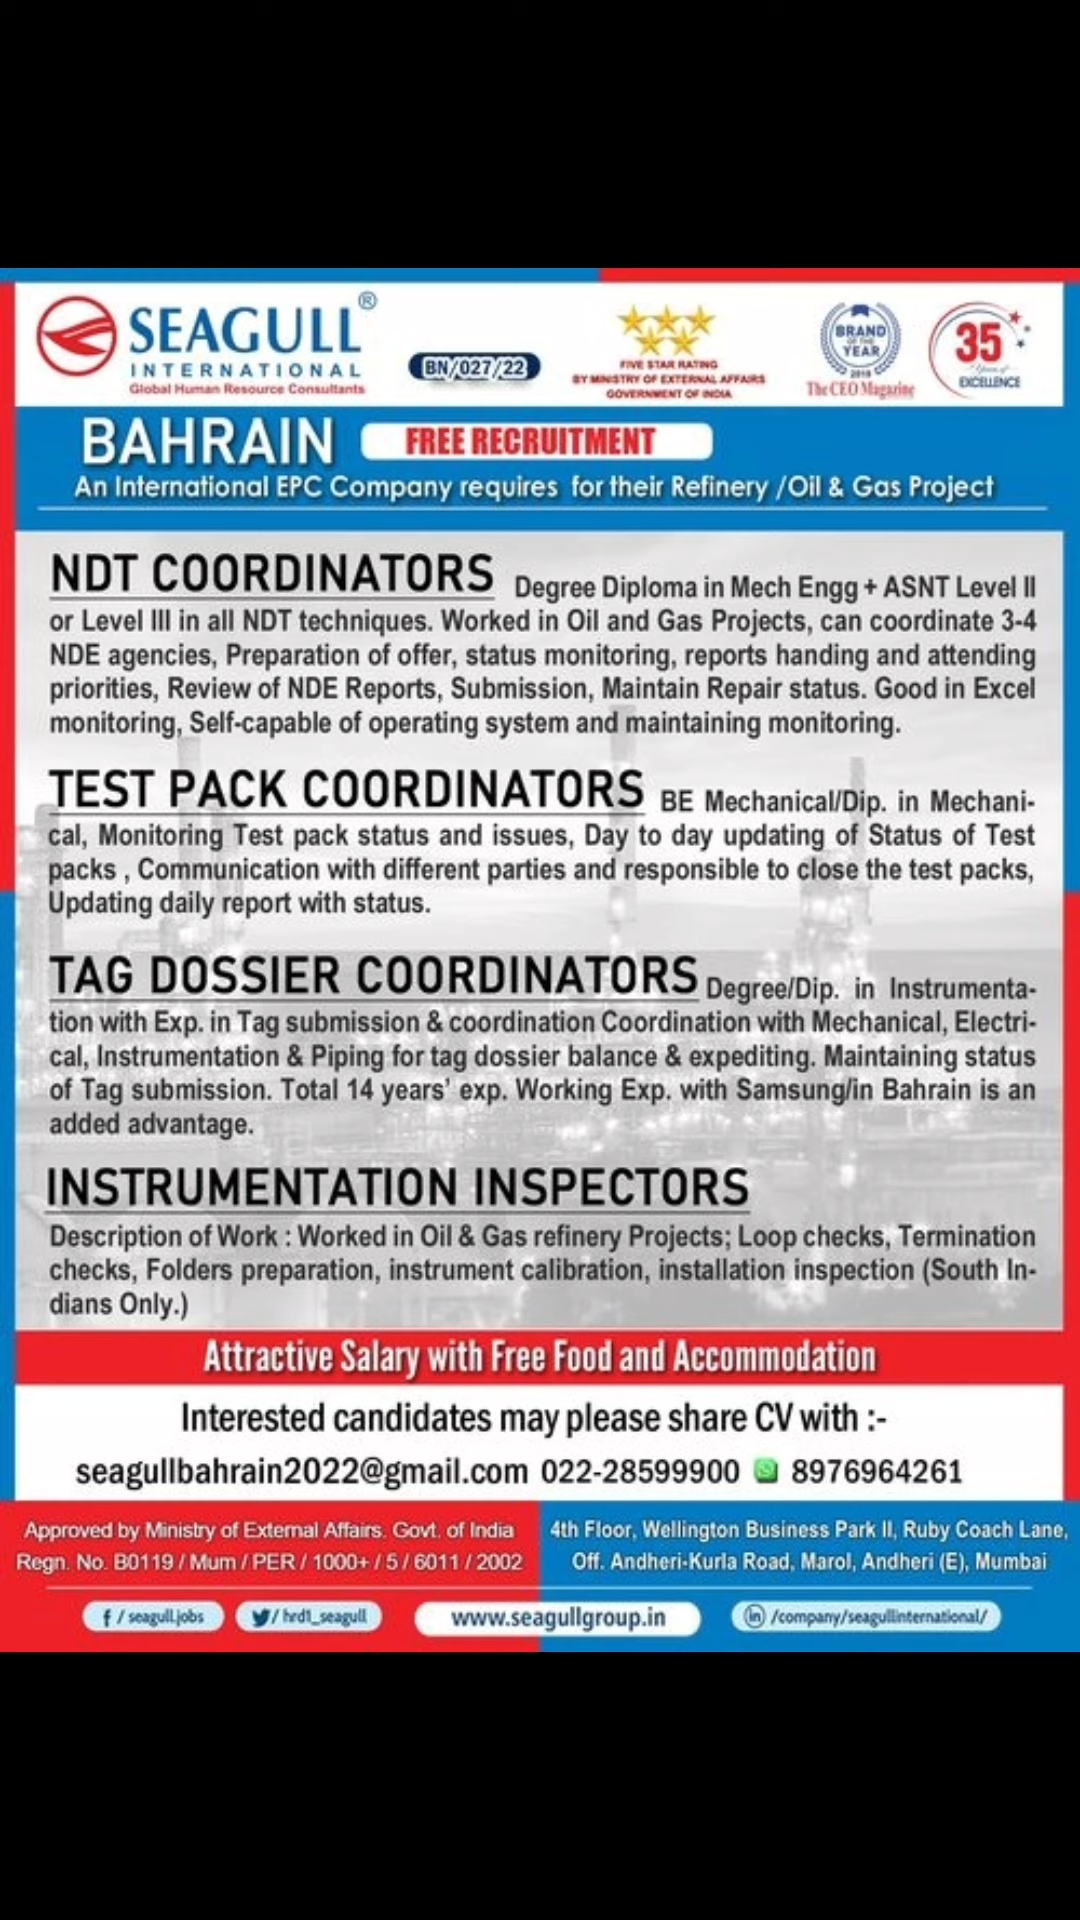 SEAGULL ®
INTERNATIONAL
Global Human Resource Consultants
BN/027/22
FIVE STAR RATING
BY MINISTRY OF EXTERNAL AFFAIRS
GOVERNMENT OF INDIA
BRAND
OF THE
YEAR
2019
The CEO Magazine
35
Years of
EXCELLENCE
BAHRAIN FREE RECRUITMENT
An International EPC Company requires for their Refinery /Oil & Gas Project
NDT COORDINATORS Degree Diploma in Mech Engg + ASNT Level II
or Level III in all NDT techniques. Worked in Oil and Gas Projects, can coordinate 3-4
NDE agencies, Preparation of offer, status monitoring, reports handing and attending
priorities, Review of NDE Reports, Submission, Maintain Repair status. Good in Excel
monitoring, Self-capable of operating system and maintaining monitoring.
TEST PACK COORDINATORS BE Mechanical/Dip. in Mechani-
cal, Monitoring Test pack status and issues, Day to day updating of Status of Test
packs , Communication with different parties and responsible to close the test packs,
Updating daily report with status.
TAG DOSSIER COORDINATORS Degree/Dip. in Instrumenta-
tion with Exp. in Tag submission & coordination Coordination with Mechanical, Electri-
cal, Instrumentation & Piping for tag dossier balance & expediting. Maintaining status
of Tag submission. Total 14 years' exp. Working Exp. with Samsung/in Bahrain is an
added advantage.
INSTRUMENTATION INSPECTORS
Description of Work : Worked in Oil & Gas refinery Projects; Loop checks, Termination
checks, Folders preparation, instrument calibration, installation inspection (South In-
dians Only.)
Attractive Salary with Free Food and Accommodation
Interested candidates may please share CV with :-
seagullbahrain2022@gmail.com 022-28599900 8976964261
Approved by Ministry of External Affairs. Govt. of India
Regn. No. B0119 / Mum / PER / 1000+ / 5 / 6011 / 2002
4th Floor, Wellington Business Park II, Ruby Coach Lane,
Off. Andheri-Kurla Road, Marol, Andheri (E), Mumbai
f / seagull.jobs
/ hrd1_seagull
www.seagullgroup.in
in /company/seagullinternational/